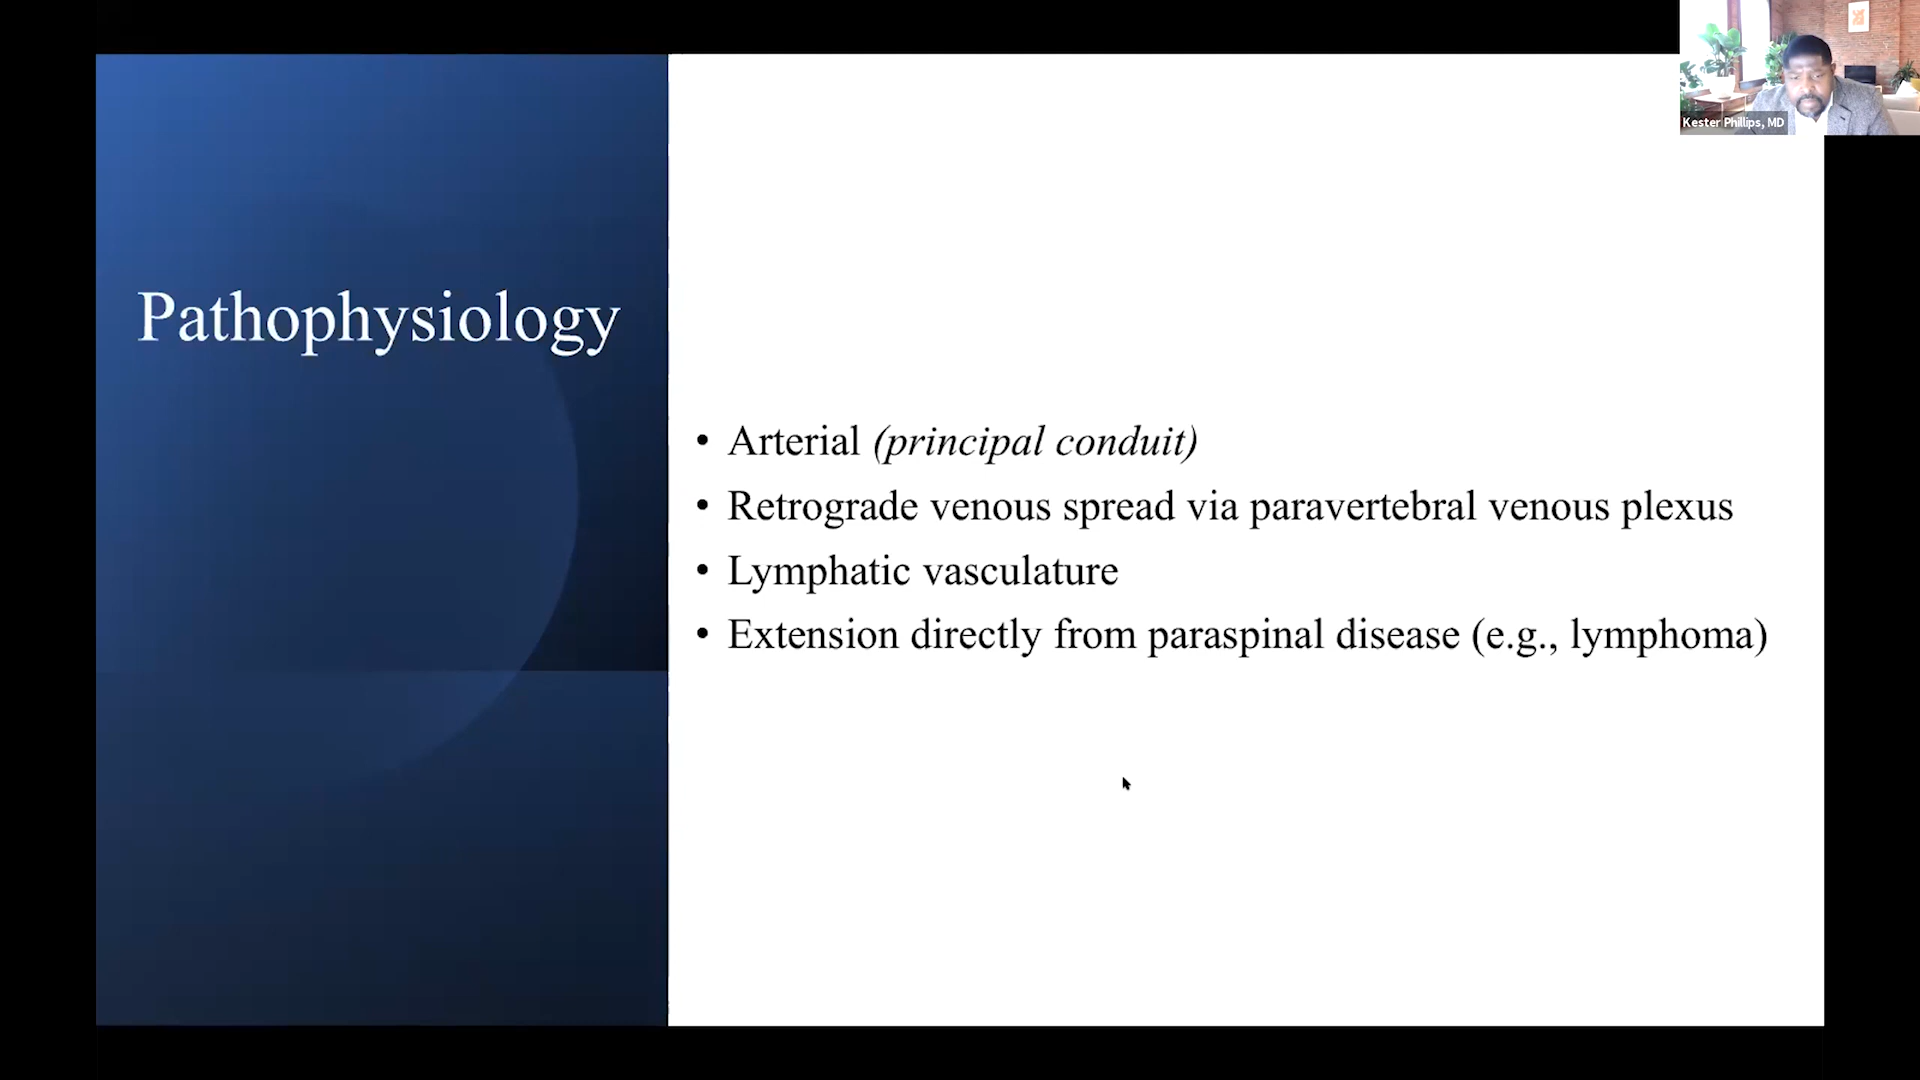 Kester Phillips, MD
Pathophysiology
• Arterial (principal conduit)
• Retrograde venous spread via paravertebral venous plexus
• Lymphatic vasculature
• Extension directly from paraspinal disease (e.g., lymphoma)